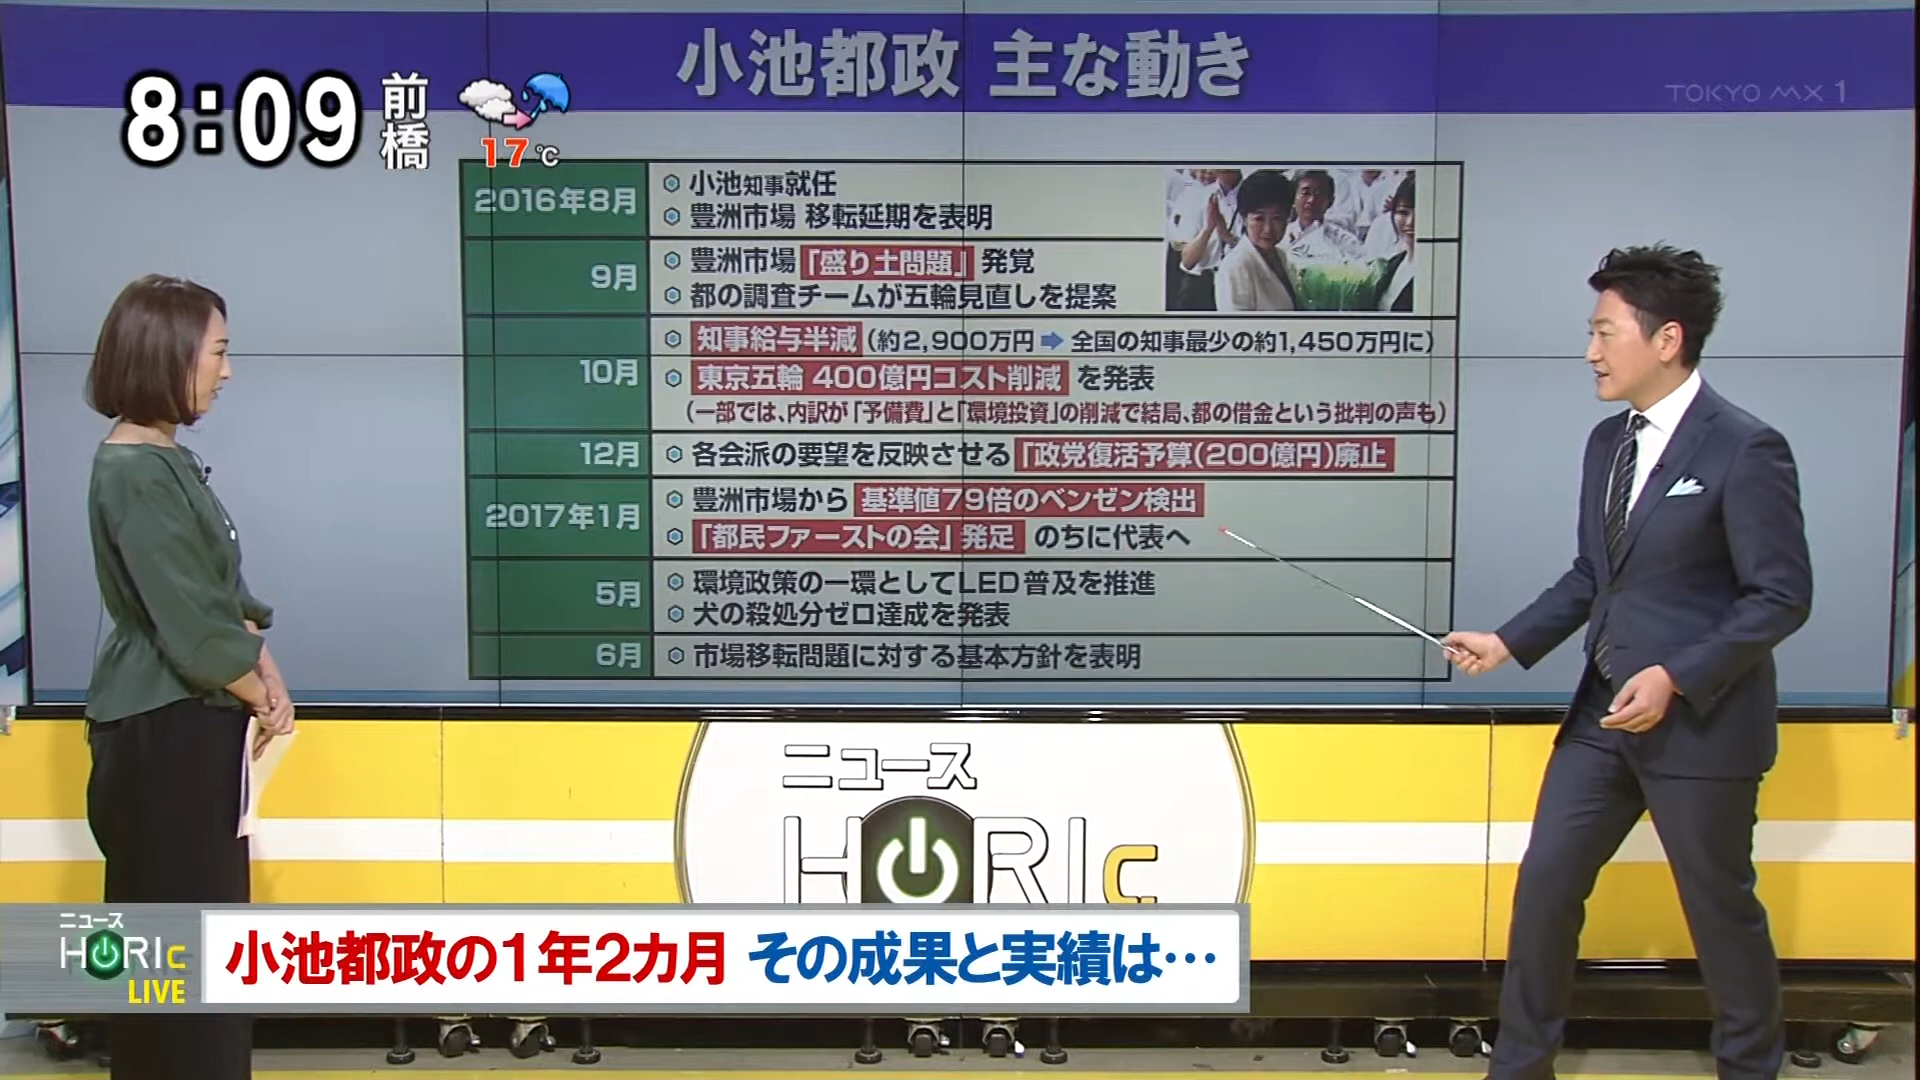 小池都政 主な動き
8:09
前橋
17℃
TOKYO MX 1
2016年8月
小池知事就任
豊洲市場 移転延期を表明
9月
豊洲市場「盛り土問題」発覚
都の調査チームが五輪見直しを提案
10月
知事給与半減(約2,900万円➡全国の知事最少の約1,450万円に)
東京五輪 400億円コスト削減 を発表
(一部では、内訳が「予備費」と「環境投資」の削減で結局、都の借金という批判の声も)
12月
各会派の要望を反映させる「政党復活予算(200億円)廃止
2017年1月
豊洲市場から 基準値79倍のベンゼン検出
「都民ファーストの会」発足 のちに代表へ
5月
環境政策の一環としてLED普及を推進
犬の殺処分ゼロ達成を発表
6月
市場移転問題に対する基本方針を表明
ニュース
HORIc
ニュース
HORIc
LIVE
小池都政の1年2カ月 その成果と実績は…